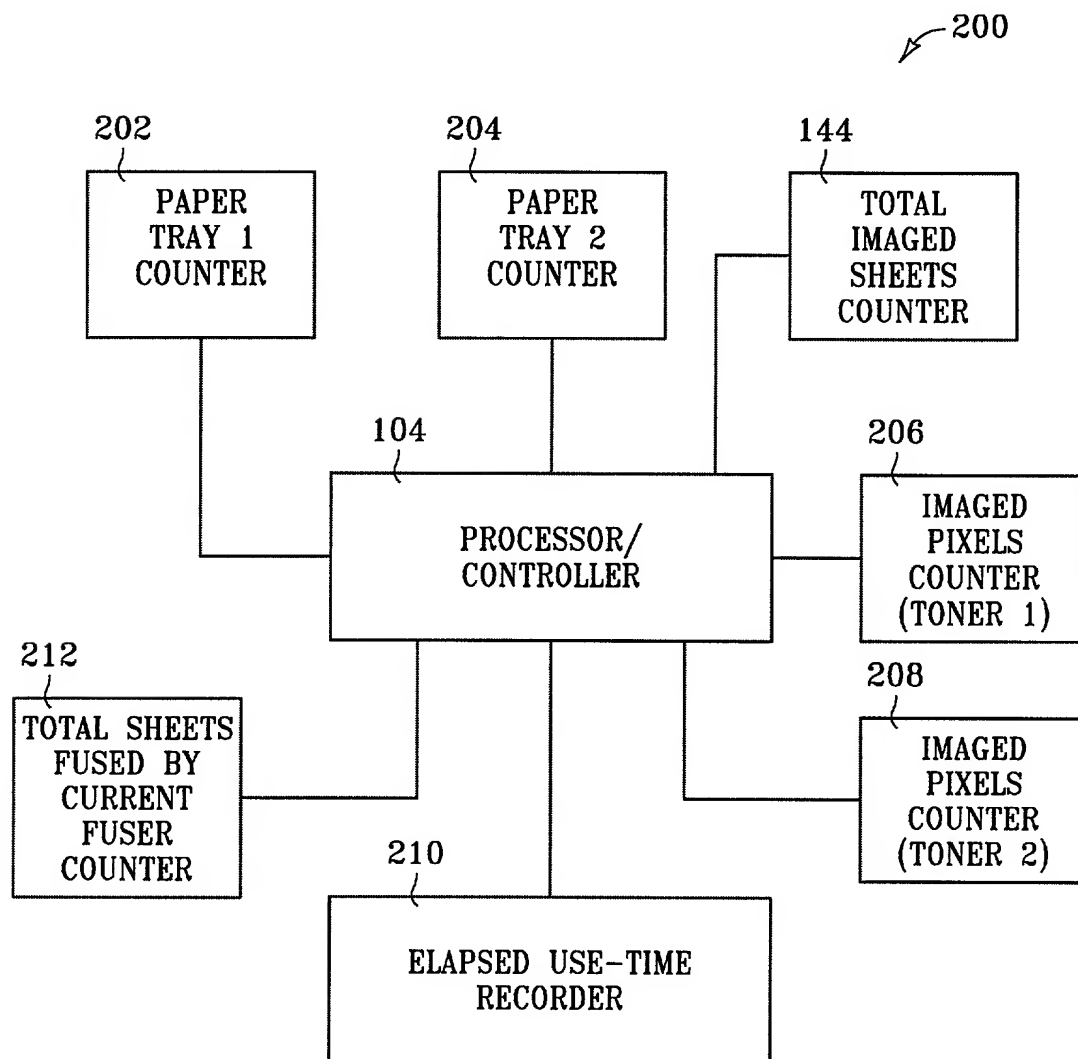 200
202
PAPER
TRAY 1
COUNTER
204
PAPER
TRAY 2
COUNTER
144
TOTAL
IMAGED
SHEETS
COUNTER
104
PROCESSOR/
CONTROLLER
206
IMAGED
PIXELS
COUNTER
(TONER 1)
212
TOTAL SHEETS
FUSED BY
CURRENT
FUSER
COUNTER
208
IMAGED
PIXELS
COUNTER
(TONER 2)
210
ELAPSED USE-TIME
RECORDER